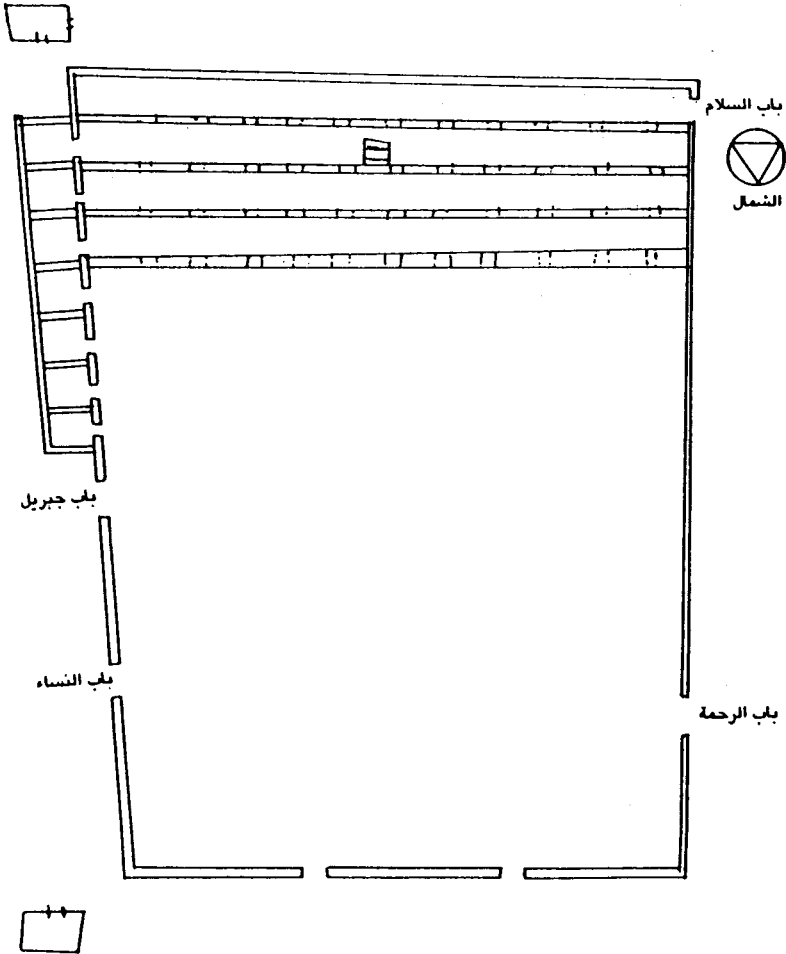 باب السلام
الشمال
باب جبريل
باب النساء
باب الرحمة